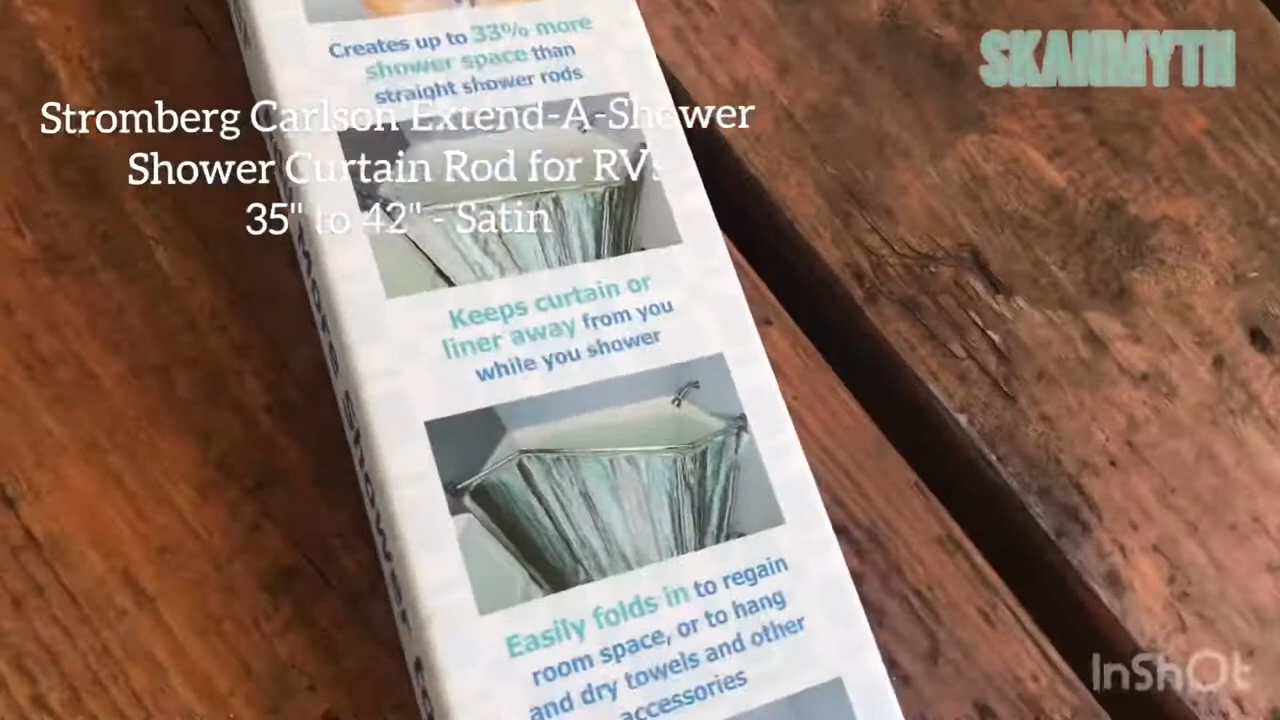 Creates up to 33% more
shower space than
straight shower rods
SKANMYTH
Stromberg Carlson Extend-A-Shower
Shower Curtain Rod for RVs
35" to 42" - Satin
Keeps curtain or
liner away from you
while you shower
Easily folds in to regain
room space, or to hang
and dry towels and other
accessories
More Shower
InShOt